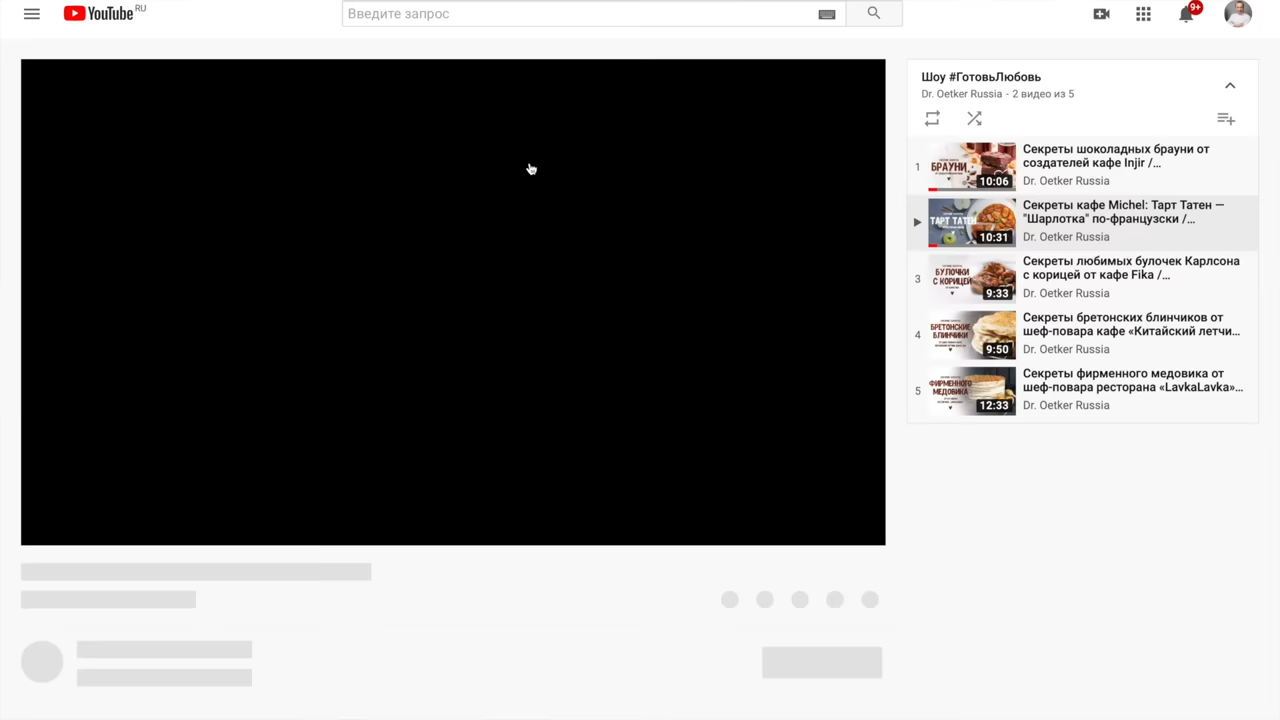 YouTube RU
Введите запрос
9+
Шоу #ГотовьЛюбовь
Dr. Oetker Russia - 2 видео из 5
1
БРАУНИ
10:06
Секреты шоколадных брауни от
создателей кафе Injir /…
Dr. Oetker Russia
ТАРТ ТАТЕН
10:31
Секреты кафе Michel: Тарт Татен —
"Шарлотка" по-французски /…
Dr. Oetker Russia
3
БУЛОЧКИ
С КОРИЦЕЙ
9:33
Секреты любимых булочек Карлсона
с корицей от кафе Fika /…
Dr. Oetker Russia
4
БРЕТОНСКИЕ
БЛИНЧИКИ
9:50
Секреты бретонских блинчиков от
шеф-повара кафе «Китайский летчи…
Dr. Oetker Russia
5
ФИРМЕННОГО
МЕДОВИКА
12:33
Секреты фирменного медовика от
шеф-повара ресторана «LavkaLavka»…
Dr. Oetker Russia